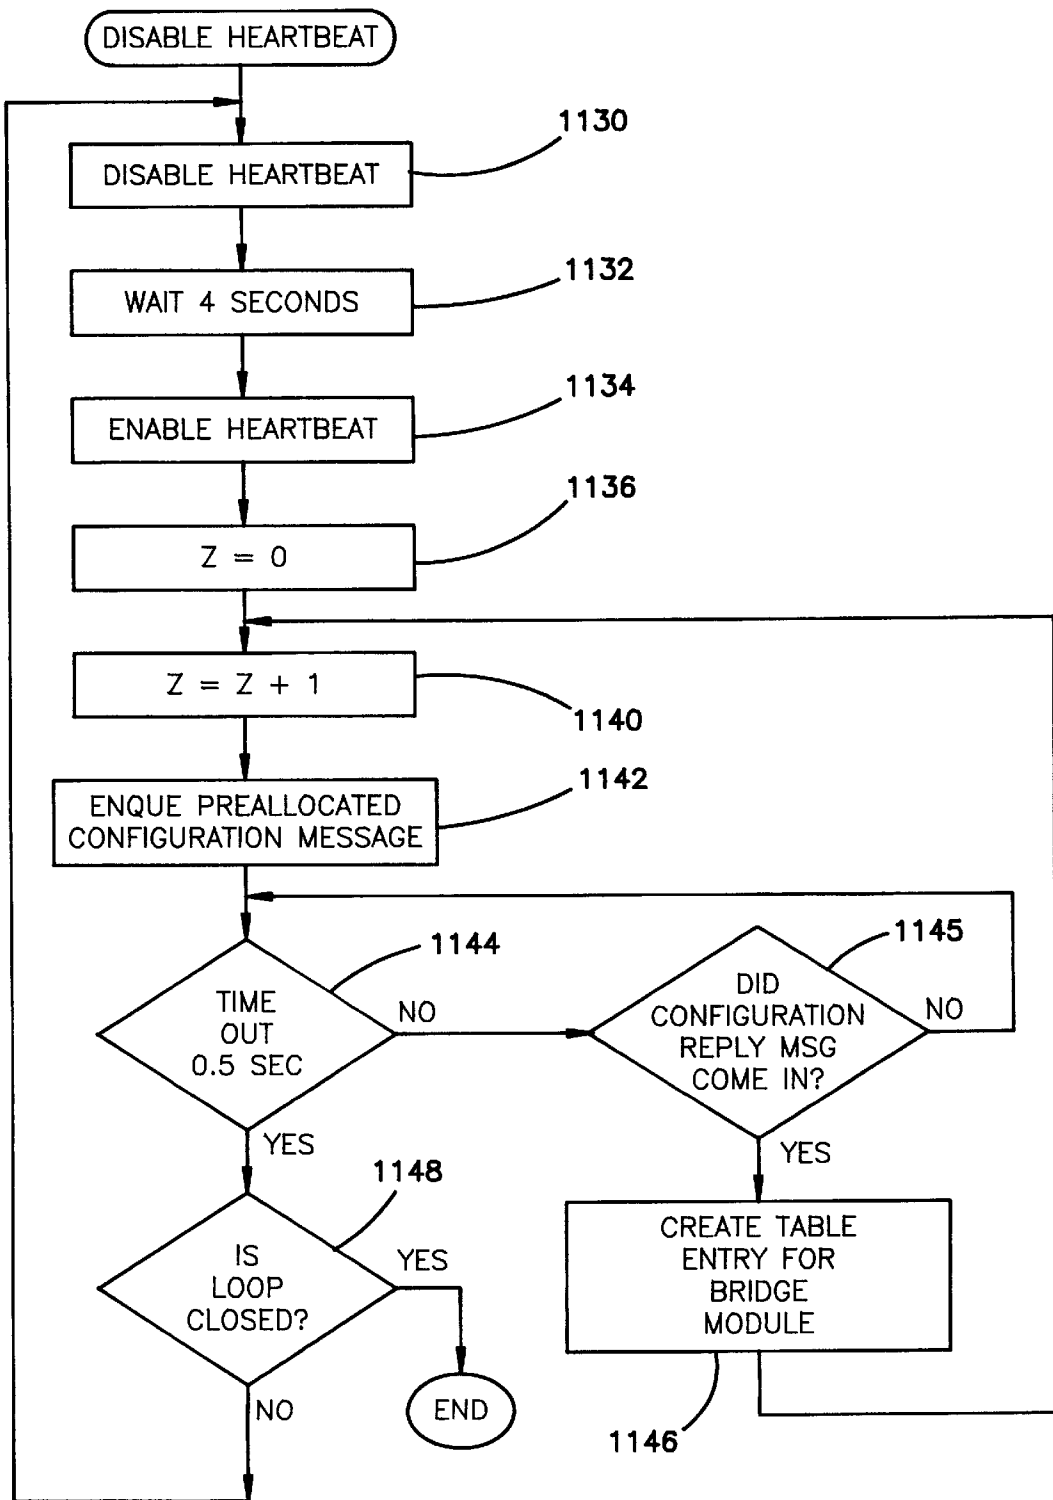 DISABLE HEARTBEAT
1130
DISABLE HEARTBEAT
1132
WAIT 4 SECONDS
1134
ENABLE HEARTBEAT
1136
Z = 0
Z = Z + 1
1140
1142
ENQUE PREALLOCATED
CONFIGURATION MESSAGE
1144
TIME
OUT
0.5 SEC
NO
YES
1145
DID
CONFIGURATION
REPLY MSG
COME IN?
NO
YES
1148
IS
LOOP
CLOSED?
YES
NO
END
CREATE TABLE
ENTRY FOR
BRIDGE
MODULE
1146